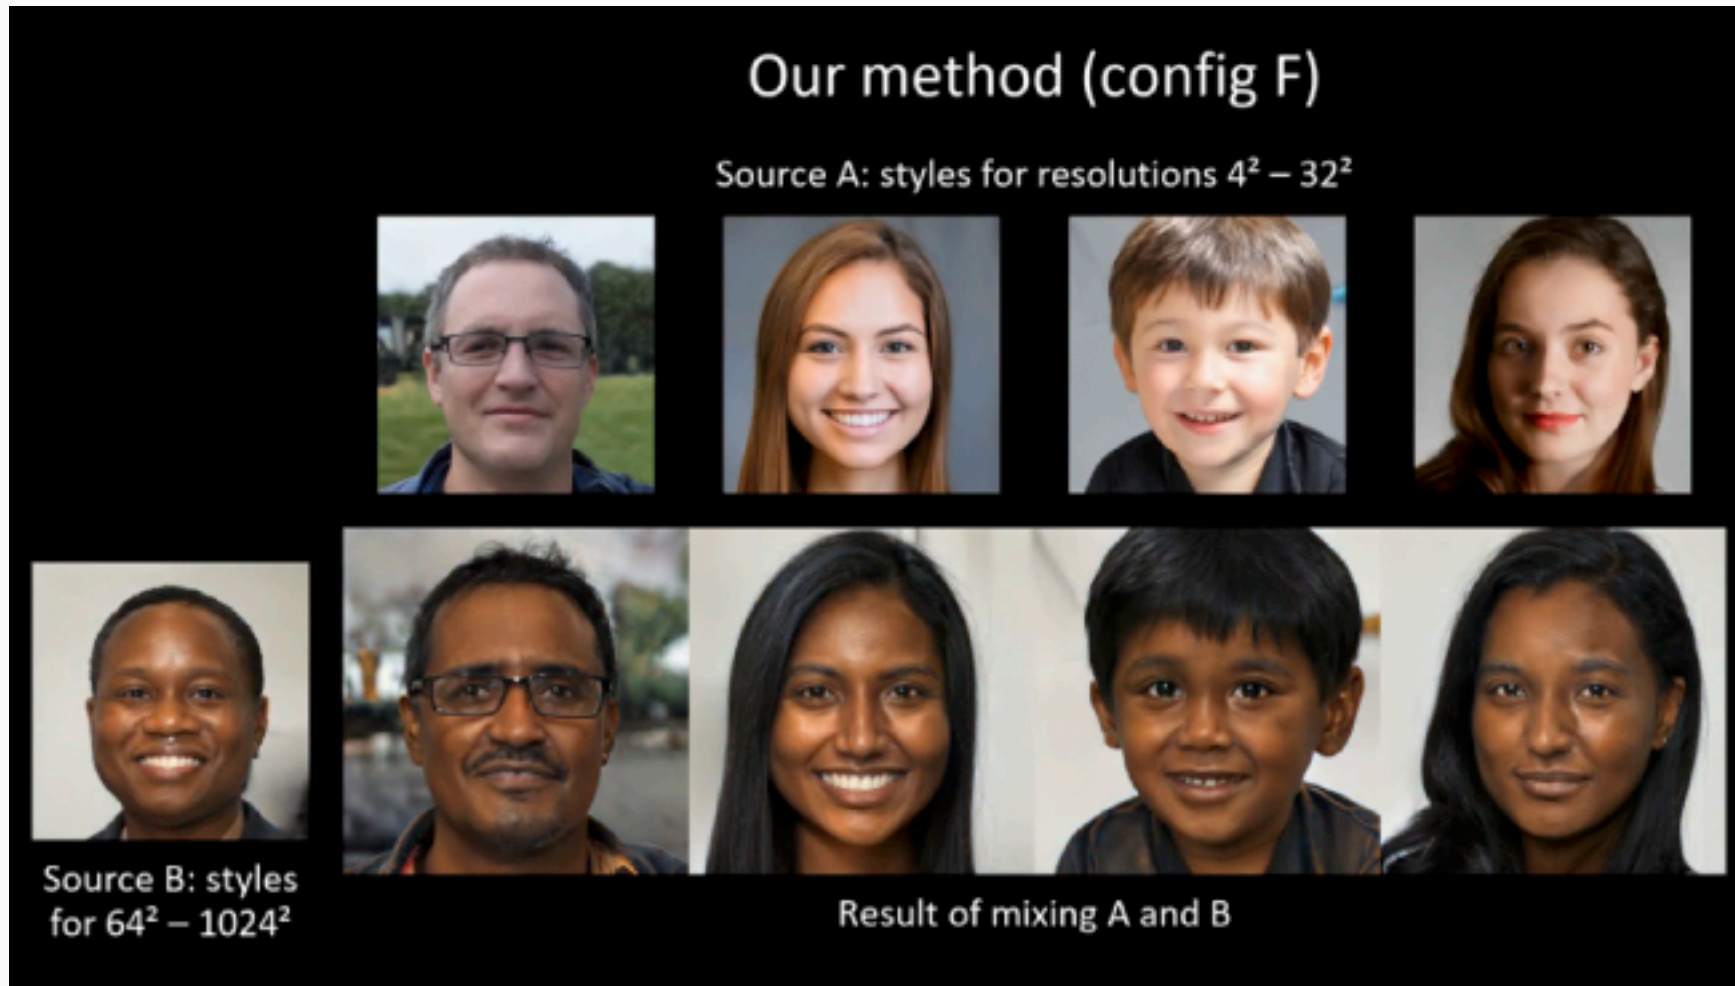 Our method (config F)
Source A: styles for resolutions 4² – 32²
Source B: styles
for 64² – 1024²
Result of mixing A and B